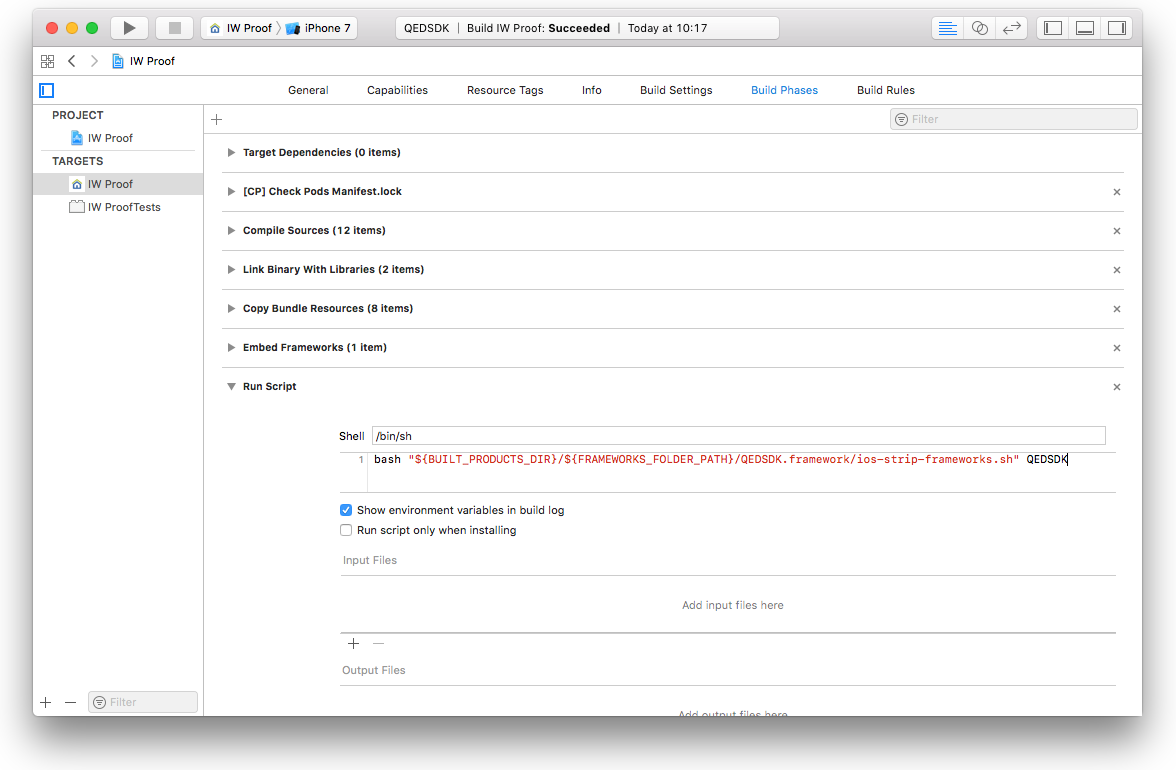 IW Proof iPhone 7 QEDSDK | Build IW Proof: Succeeded | Today at 10:17
IW Proof
General Capabilities Resource Tags Info Build Settings Build Phases Build Rules
PROJECT
IW Proof
TARGETS
IW Proof
IW ProofTests
Filter
Filter
Target Dependencies (0 items)
[CP] Check Pods Manifest.lock
Compile Sources (12 items)
Link Binary With Libraries (2 items)
Copy Bundle Resources (8 items)
Embed Frameworks (1 item)
Run Script
Shell /bin/sh
1 bash "${BUILT_PRODUCTS_DIR}/${FRAMEWORKS_FOLDER_PATH}/QEDSDK.framework/ios-strip-frameworks.sh" QEDSDK
Show environment variables in build log
Run script only when installing
Input Files
Add input files here
Output Files
Add output files here